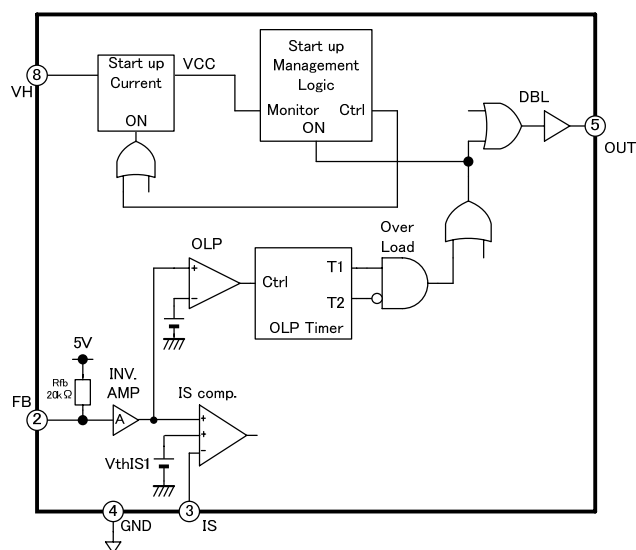 8
VH
Start up
Current
ON
VCC
Start up
Management
Logic
Monitor Ctrl
ON
DBL
5
OUT
OLP
+
−
Ctrl
T1
T2
OLP Timer
Over
Load
5V
Rfb
20kΩ
INV.
AMP
A
FB
2
IS comp.
+
+
−
VthIS1
4
GND
3
IS